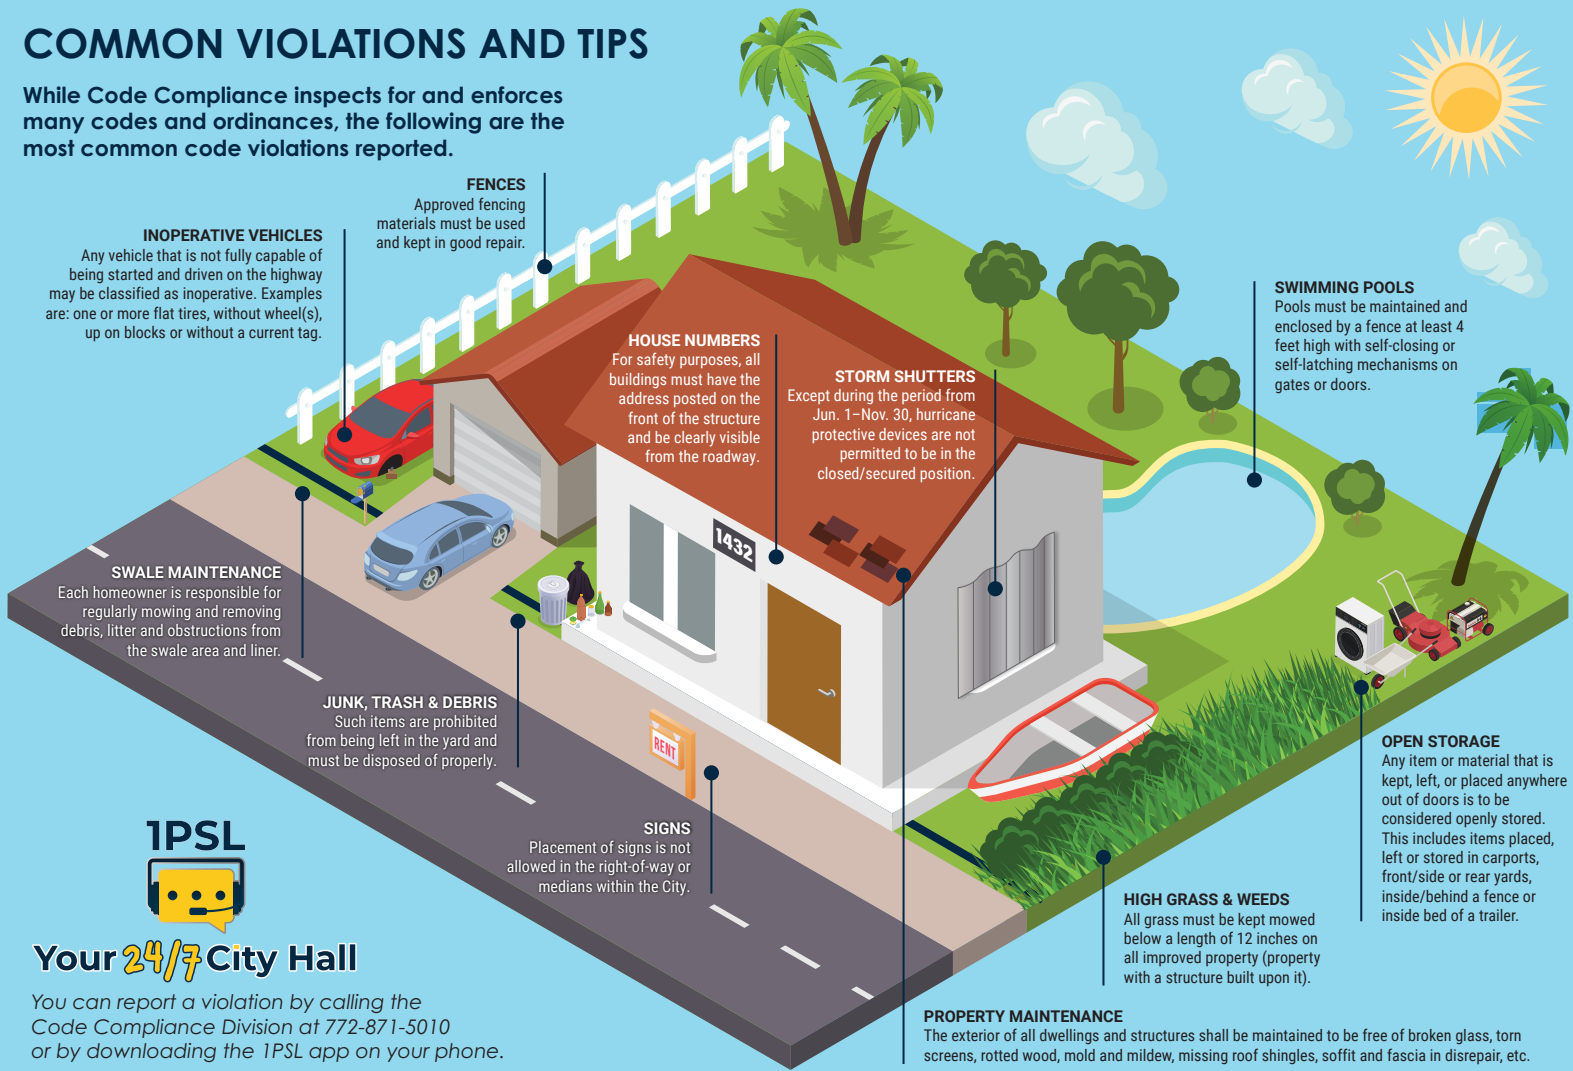 COMMON VIOLATIONS AND TIPS
While Code Compliance inspects for and enforces
many codes and ordinances, the following are the
most common code violations reported.
FENCES
Approved fencing
materials must be used
and kept in good repair.
INOPERATIVE VEHICLES
Any vehicle that is not fully capable of
being started and driven on the highway
may be classified as inoperative. Examples
are: one or more flat tires, without wheel(s),
up on blocks or without a current tag.
HOUSE NUMBERS
For safety purposes, all
buildings must have the
address posted on the
front of the structure
and be clearly visible
from the roadway.
STORM SHUTTERS
Except during the period from
Jun. 1–Nov. 30, hurricane
protective devices are not
permitted to be in the
closed/secured position.
SWIMMING POOLS
Pools must be maintained and
enclosed by a fence at least 4
feet high with self-closing or
self-latching mechanisms on
gates or doors.
1432
SWALE MAINTENANCE
Each homeowner is responsible for
regularly mowing and removing
debris, litter and obstructions from
the swale area and liner.
JUNK, TRASH & DEBRIS
Such items are prohibited
from being left in the yard and
must be disposed of properly.
RENT
SIGNS
Placement of signs is not
allowed in the right-of-way or
medians within the City.
OPEN STORAGE
Any item or material that is
kept, left, or placed anywhere
out of doors is to be
considered openly stored.
This includes items placed,
left or stored in carports,
front/side or rear yards,
inside/behind a fence or
inside bed of a trailer.
HIGH GRASS & WEEDS
All grass must be kept mowed
below a length of 12 inches on
all improved property (property
with a structure built upon it).
PROPERTY MAINTENANCE
The exterior of all dwellings and structures shall be maintained to be free of broken glass, torn
screens, rotted wood, mold and mildew, missing roof shingles, soffit and fascia in disrepair, etc.
1PSL
Your 24/7 City Hall
You can report a violation by calling the
Code Compliance Division at 772-871-5010
or by downloading the 1PSL app on your phone.